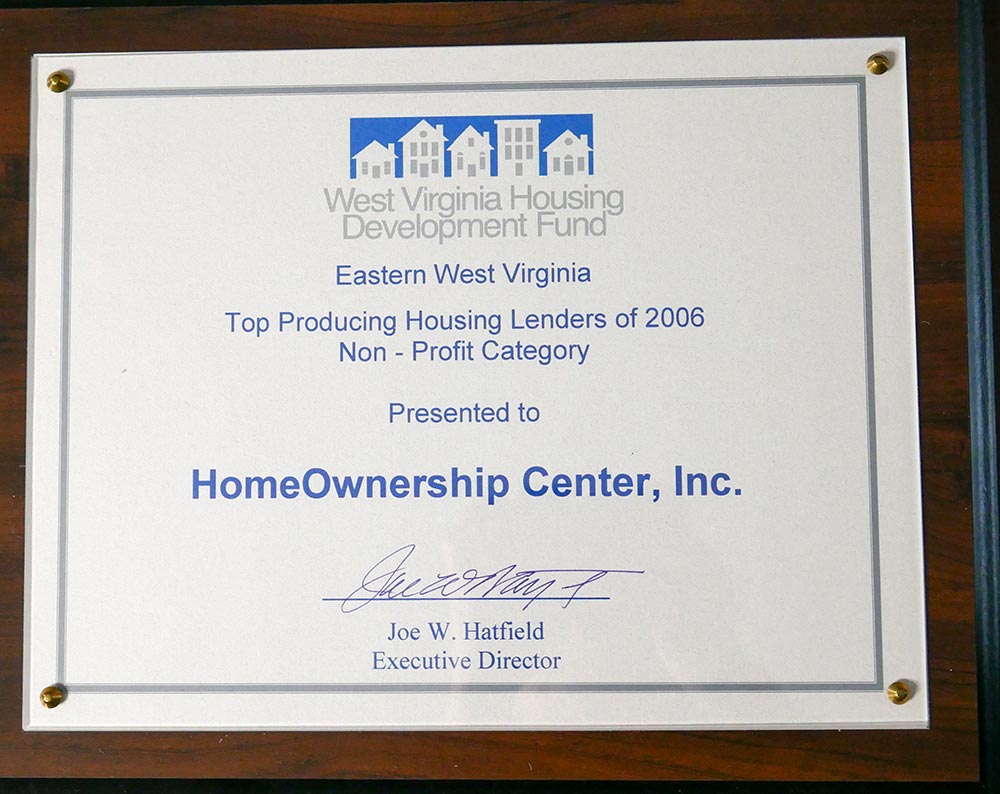 West Virginia Housing
Development Fund
Eastern West Virginia
Top Producing Housing Lenders of 2006
Non - Profit Category
Presented to
HomeOwnership Center, Inc.
Joe W. Hatfield
Executive Director